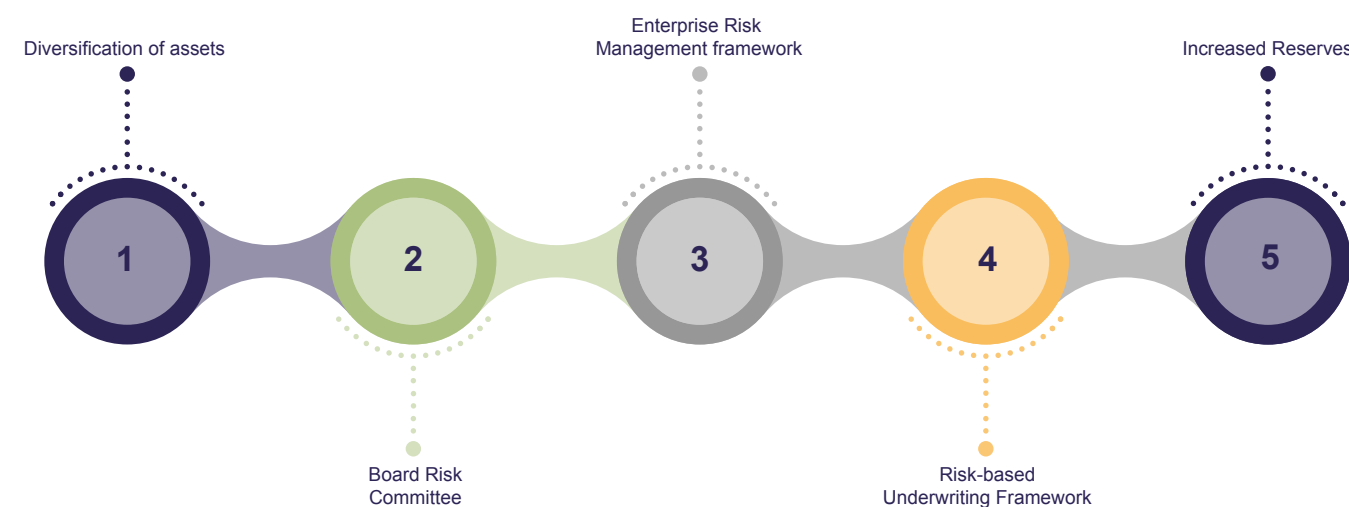 Diversification of assets
Enterprise Risk
Management framework
Increased Reserves
1
2
3
4
5
Board Risk
Committee
Risk-based
Underwriting Framework